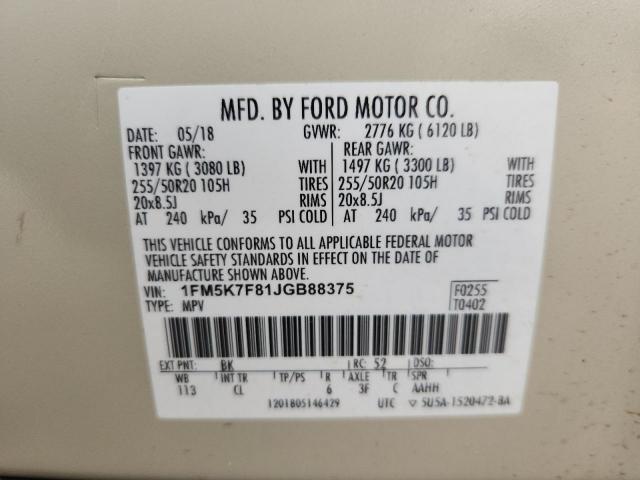 MFD. BY FORD MOTOR CO.
DATE: 05/18 GVWR: 2776 KG ( 6120 LB)
FRONT GAWR: REAR GAWR:
1397 KG ( 3080 LB) WITH 1497 KG ( 3300 LB) WITH
255/50R20 105H TIRES 255/50R20 105H TIRES
20x8.5J RIMS 20x8.5J RIMS
AT 240 kPa/ 35 PSI COLD AT 240 kPa/ 35 PSI COLD
THIS VEHICLE CONFORMS TO ALL APPLICABLE FEDERAL MOTOR
VEHICLE SAFETY STANDARDS IN EFFECT ON THE DATE OF
MANUFACTURE SHOWN ABOVE.
VIN: 1FM5K7F81JGB88375 F0255
TYPE: MPV T0402
EXT PNT: BK RC: 52 DSO:
WB INT TR TP/PS R AXLE TR SPR
113 CL 6 3F C AAHH
1201805146429 UTC ▽ 5U5A-1520472-BA